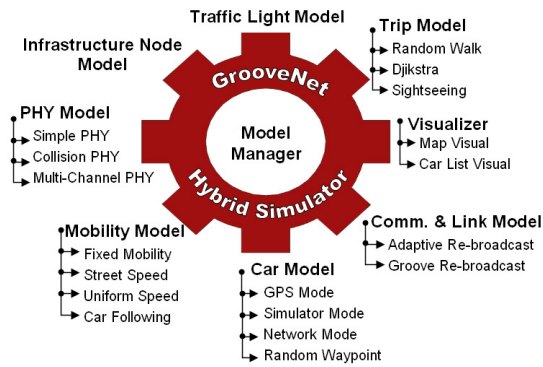 Traffic Light Model
Infrastructure Node
Model
Trip Model
Random Walk
Djikstra
Sightseeing
GrooveNet
Hybrid Simulator
Model
Manager
PHY Model
Simple PHY
Collision PHY
Multi-Channel PHY
Visualizer
Map Visual
Car List Visual
Mobility Model
Fixed Mobility
Street Speed
Uniform Speed
Car Following
Car Model
GPS Mode
Simulator Mode
Network Mode
Random Waypoint
Comm. & Link Model
Adaptive Re-broadcast
Groove Re-broadcast